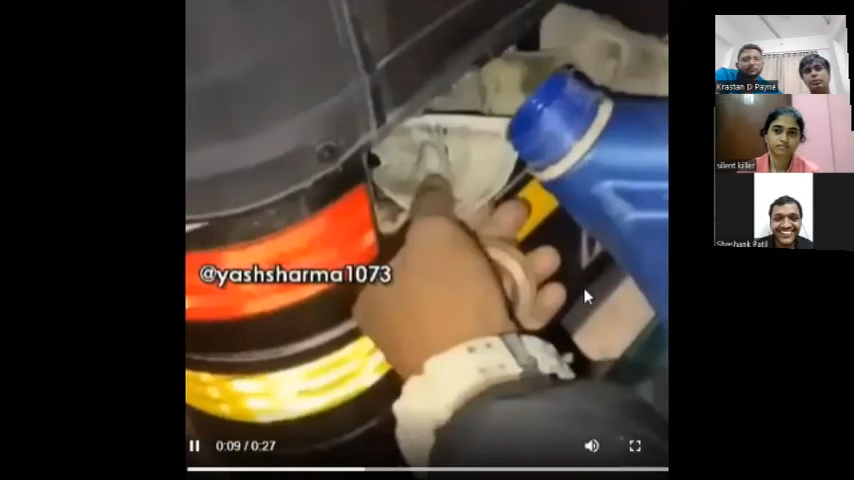 Krastan D Payne
silent killer
@yashsharma1073
Shashank Patil
0:09 / 0:27